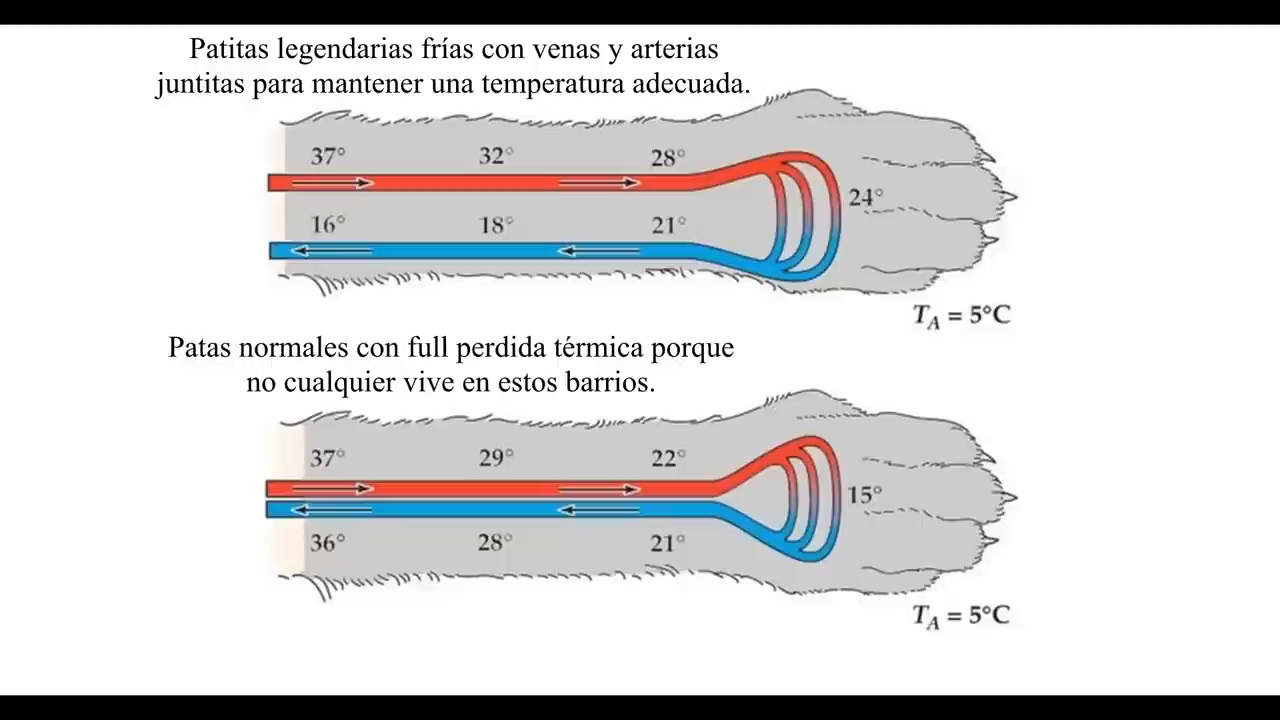 Patitas legendarias frías con venas y arterias
juntitas para mantener una temperatura adecuada.
37° 32° 28°
24°
16° 18° 21°
T_A = 5°C
Patas normales con full perdida térmica porque
no cualquier vive en estos barrios.
37° 29° 22°
15°
36° 28° 21°
T_A = 5°C